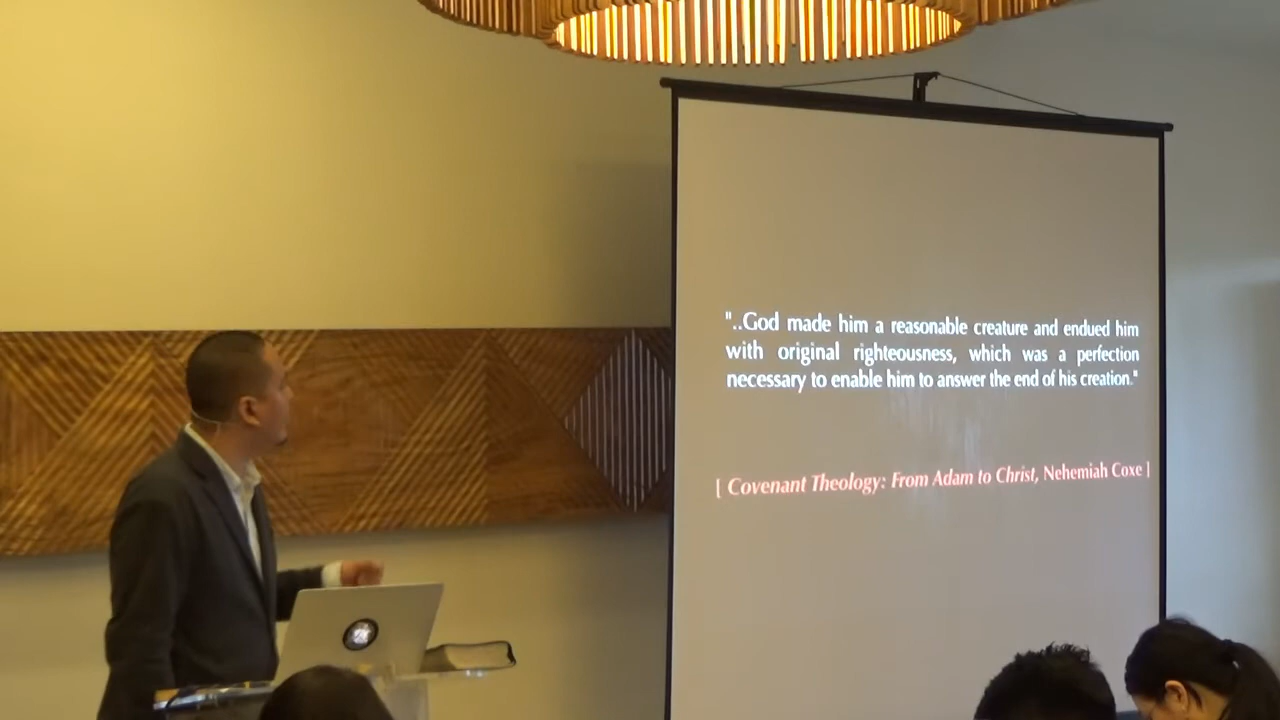 "..God made him a reasonable creature and endued him
with original righteousness, which was a perfection
necessary to enable him to answer the end of his creation."
[ Covenant Theology: From Adam to Christ, Nehemiah Coxe ]